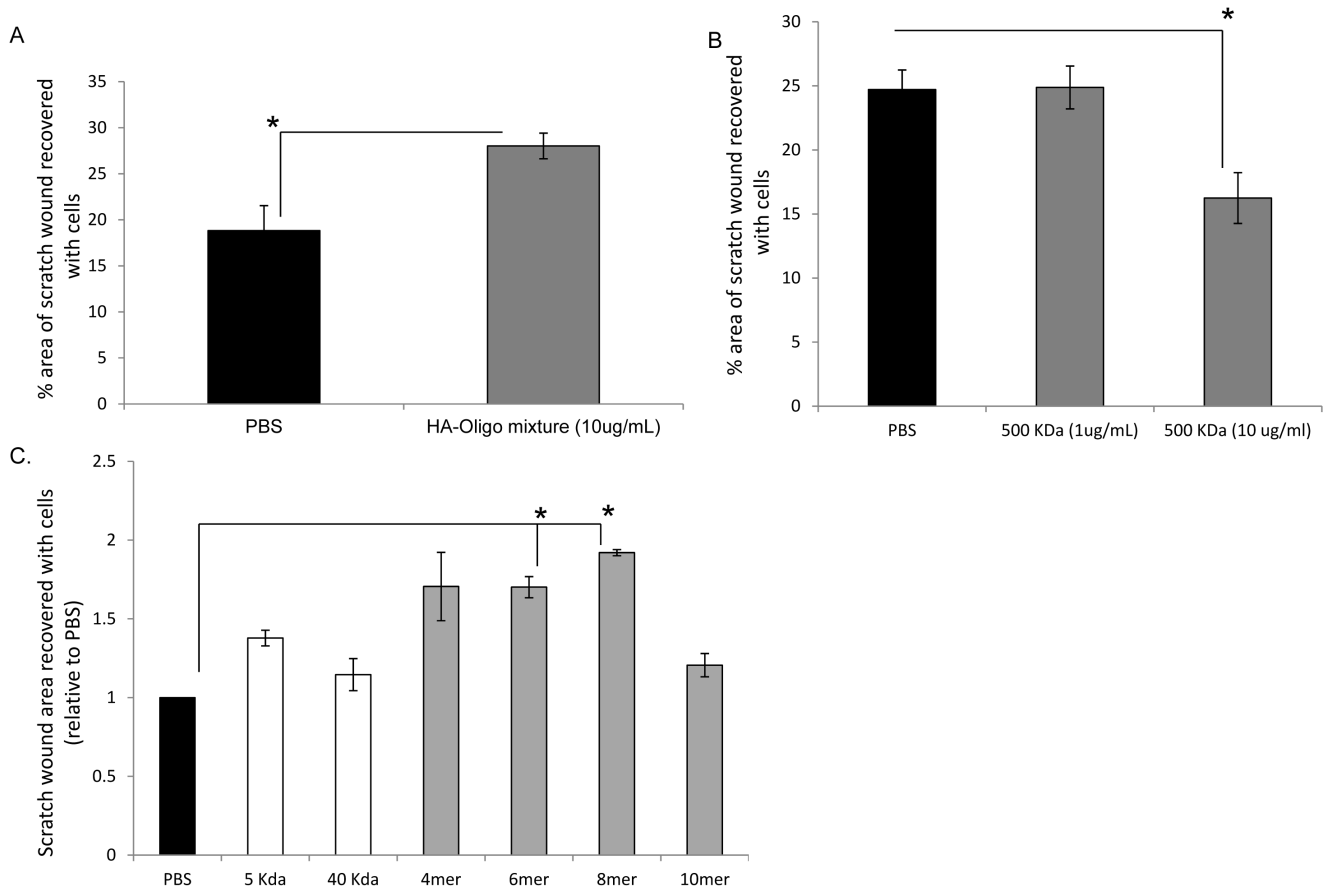 A
% area of scratch wound recovered
with cells
35
30
25
20
15
10
5
0
*
PBS
HA-Oligo mixture (10ug/mL)
B
% area of scratch wound recovered
with cells
30
25
20
15
10
5
0
*
PBS
500 KDa (1ug/mL)
500 KDa (10 ug/ml)
C.
Scratch wound area recovered with cells
(relative to PBS)
2.5
2
1.5
1
0.5
0
*
*
PBS
5 Kda
40 Kda
4mer
6mer
8mer
10mer